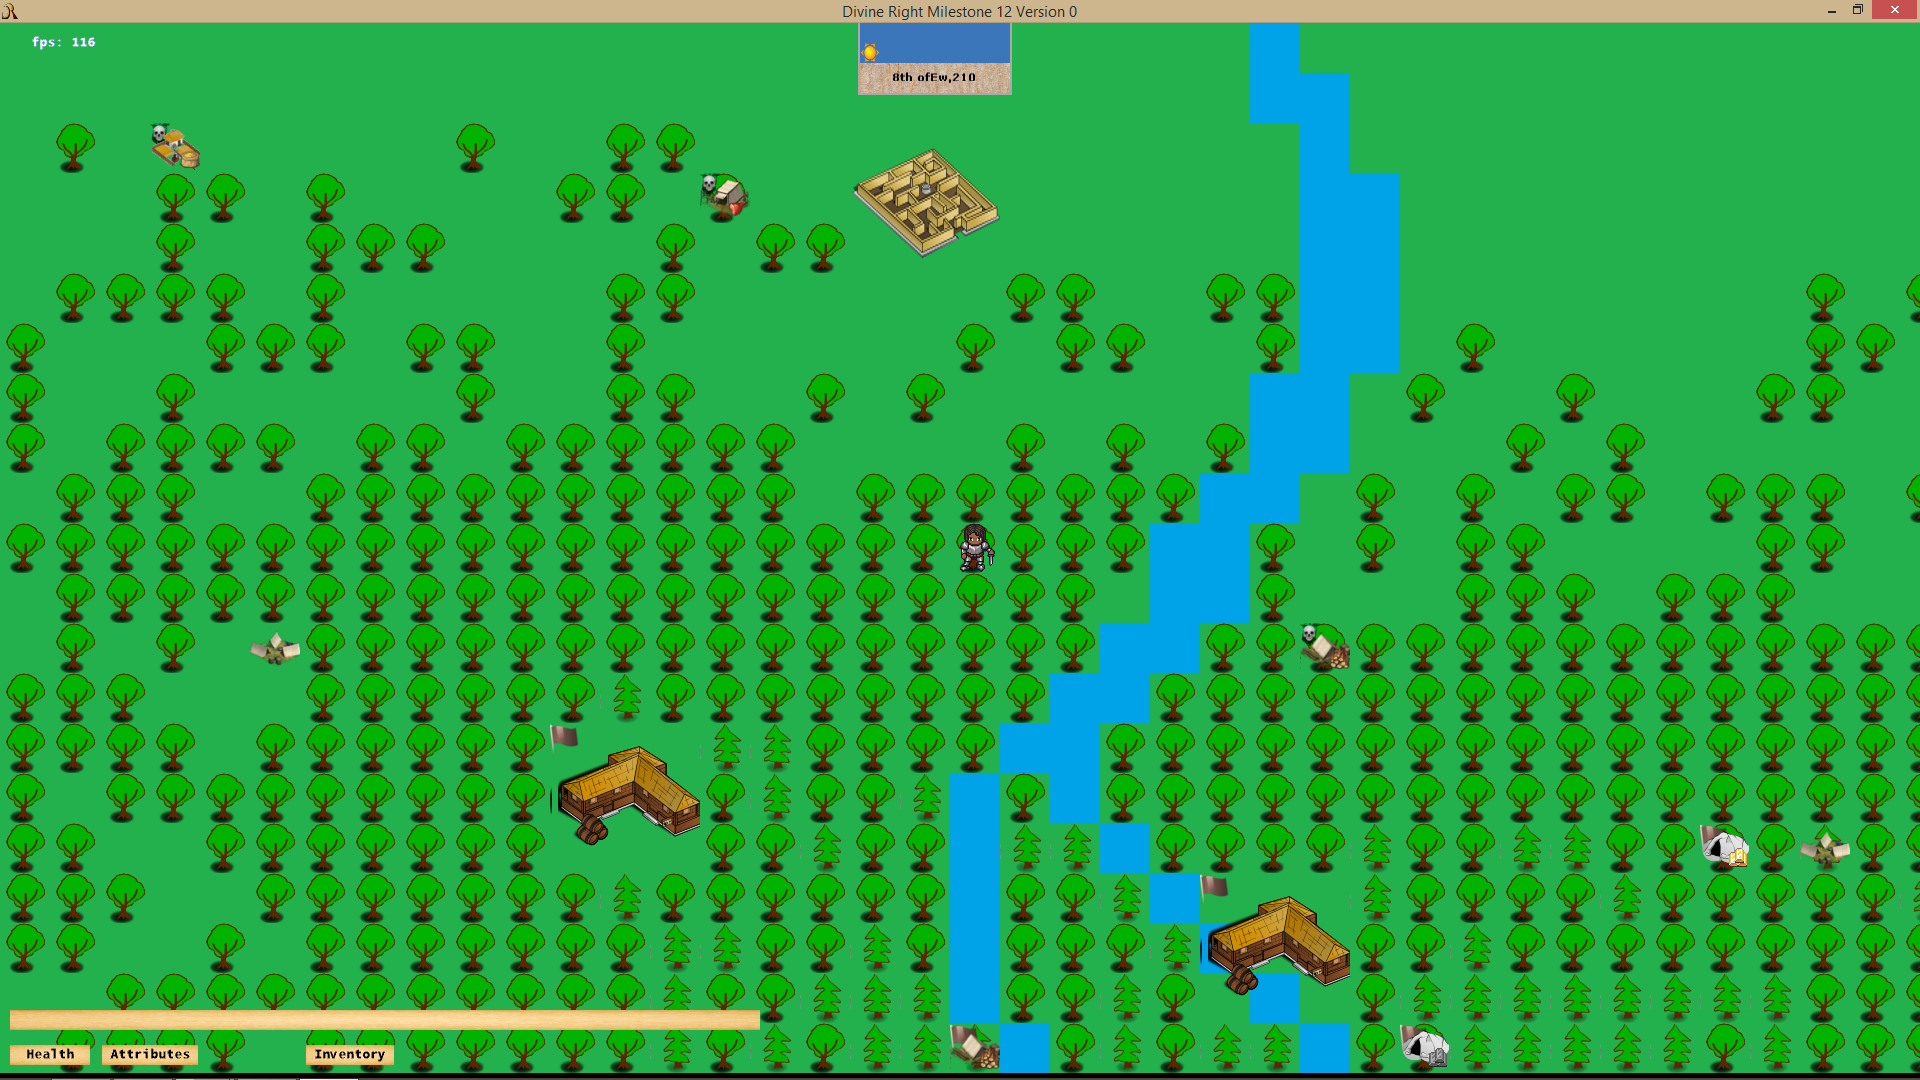 Divine Right Milestone 12 Version 0
fps: 116
8th ofEw,210
Health
Attributes
Inventory